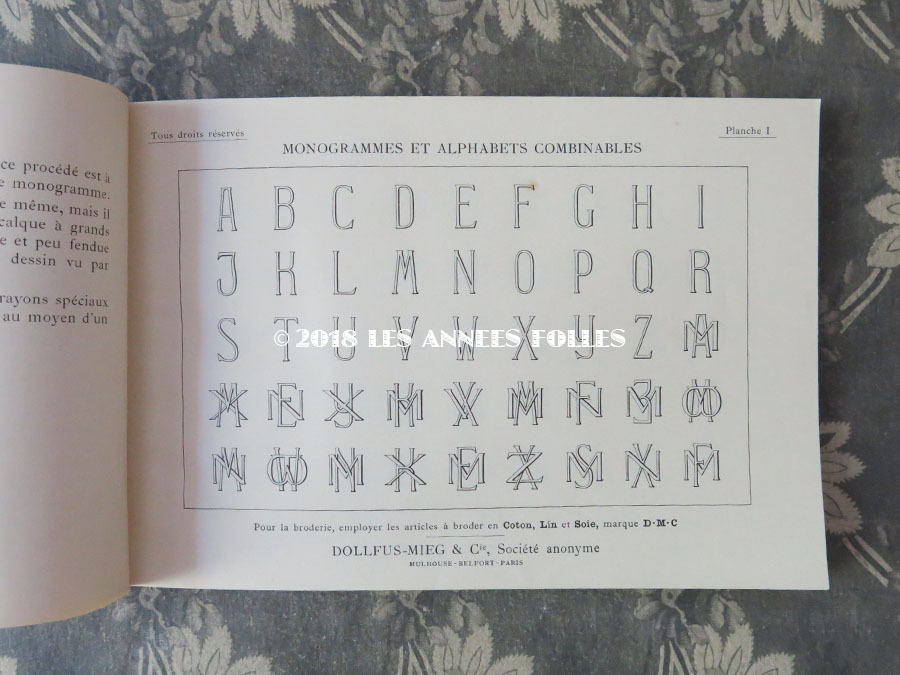 ce procédé est à
e monogramme.
e même, mais il
calque à grands
e et peu fendue
dessin vu par
rayons spéciaux
au moyen d'un
Tous droits réservés
Planche I
MONOGRAMMES ET ALPHABETS COMBINABLES
A B C D E F G H I
J K L M N O P Q R
S T U V W X Y Z
© 2018 LES ANNEES FOLLES
Pour la broderie, employer les articles à broder en Coton, Lin et Soie, marque D·M·C
DOLLFUS-MIEG & Cie, Société anonyme
MULHOUSE-BELFORT-PARIS